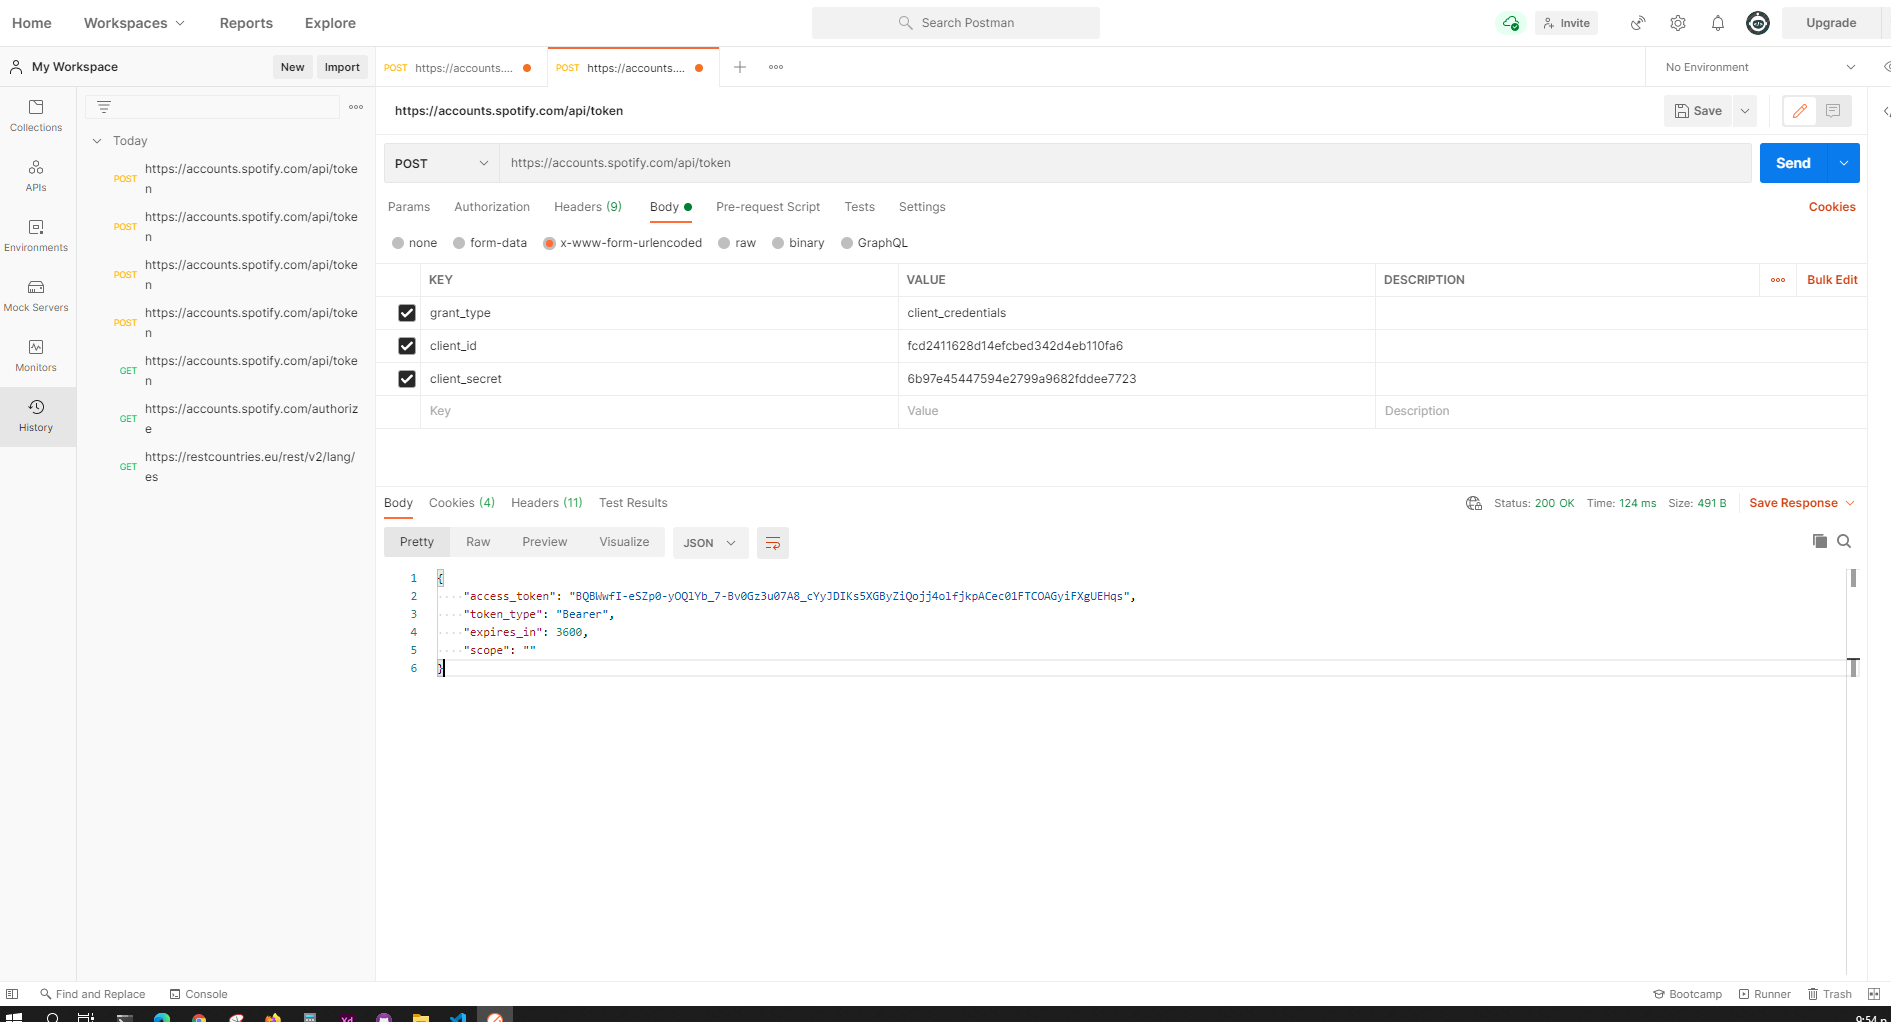 Home Workspaces Reports Explore Search Postman Invite Upgrade
My Workspace New Import POST https://accounts.... POST https://accounts.... No Environment
Collections
APIs
Environments
Mock Servers
Monitors
History
Today
POST https://accounts.spotify.com/api/toke
n
POST https://accounts.spotify.com/api/toke
n
POST https://accounts.spotify.com/api/toke
n
POST https://accounts.spotify.com/api/toke
n
GET https://accounts.spotify.com/api/toke
n
GET https://accounts.spotify.com/authoriz
e
GET https://restcountries.eu/rest/v2/lang/
es
https://accounts.spotify.com/api/token Save
POST https://accounts.spotify.com/api/token Send
Params Authorization Headers (9) Body Pre-request Script Tests Settings Cookies
none form-data x-www-form-urlencoded raw binary GraphQL
KEY VALUE DESCRIPTION Bulk Edit
grant_type client_credentials
client_id fcd2411628d14efcbed342d4eb110fa6
client_secret 6b97e45447594e2799a9682fddee7723
Key Value Description
Body Cookies (4) Headers (11) Test Results Status: 200 OK Time: 124 ms Size: 491 B Save Response
Pretty Raw Preview Visualize JSON
1 {
2 "access_token": "BQBWwfI-eSZp0-yOQlYb_7-Bv0Gz3u07A8_cYyJDIKs5XGByZiQojj4olfjkpACec01FTCOAGyiFXgUEHqs",
3 "token_type": "Bearer",
4 "expires_in": 3600,
5 "scope": ""
6 }
Find and Replace Console Bootcamp Runner Trash